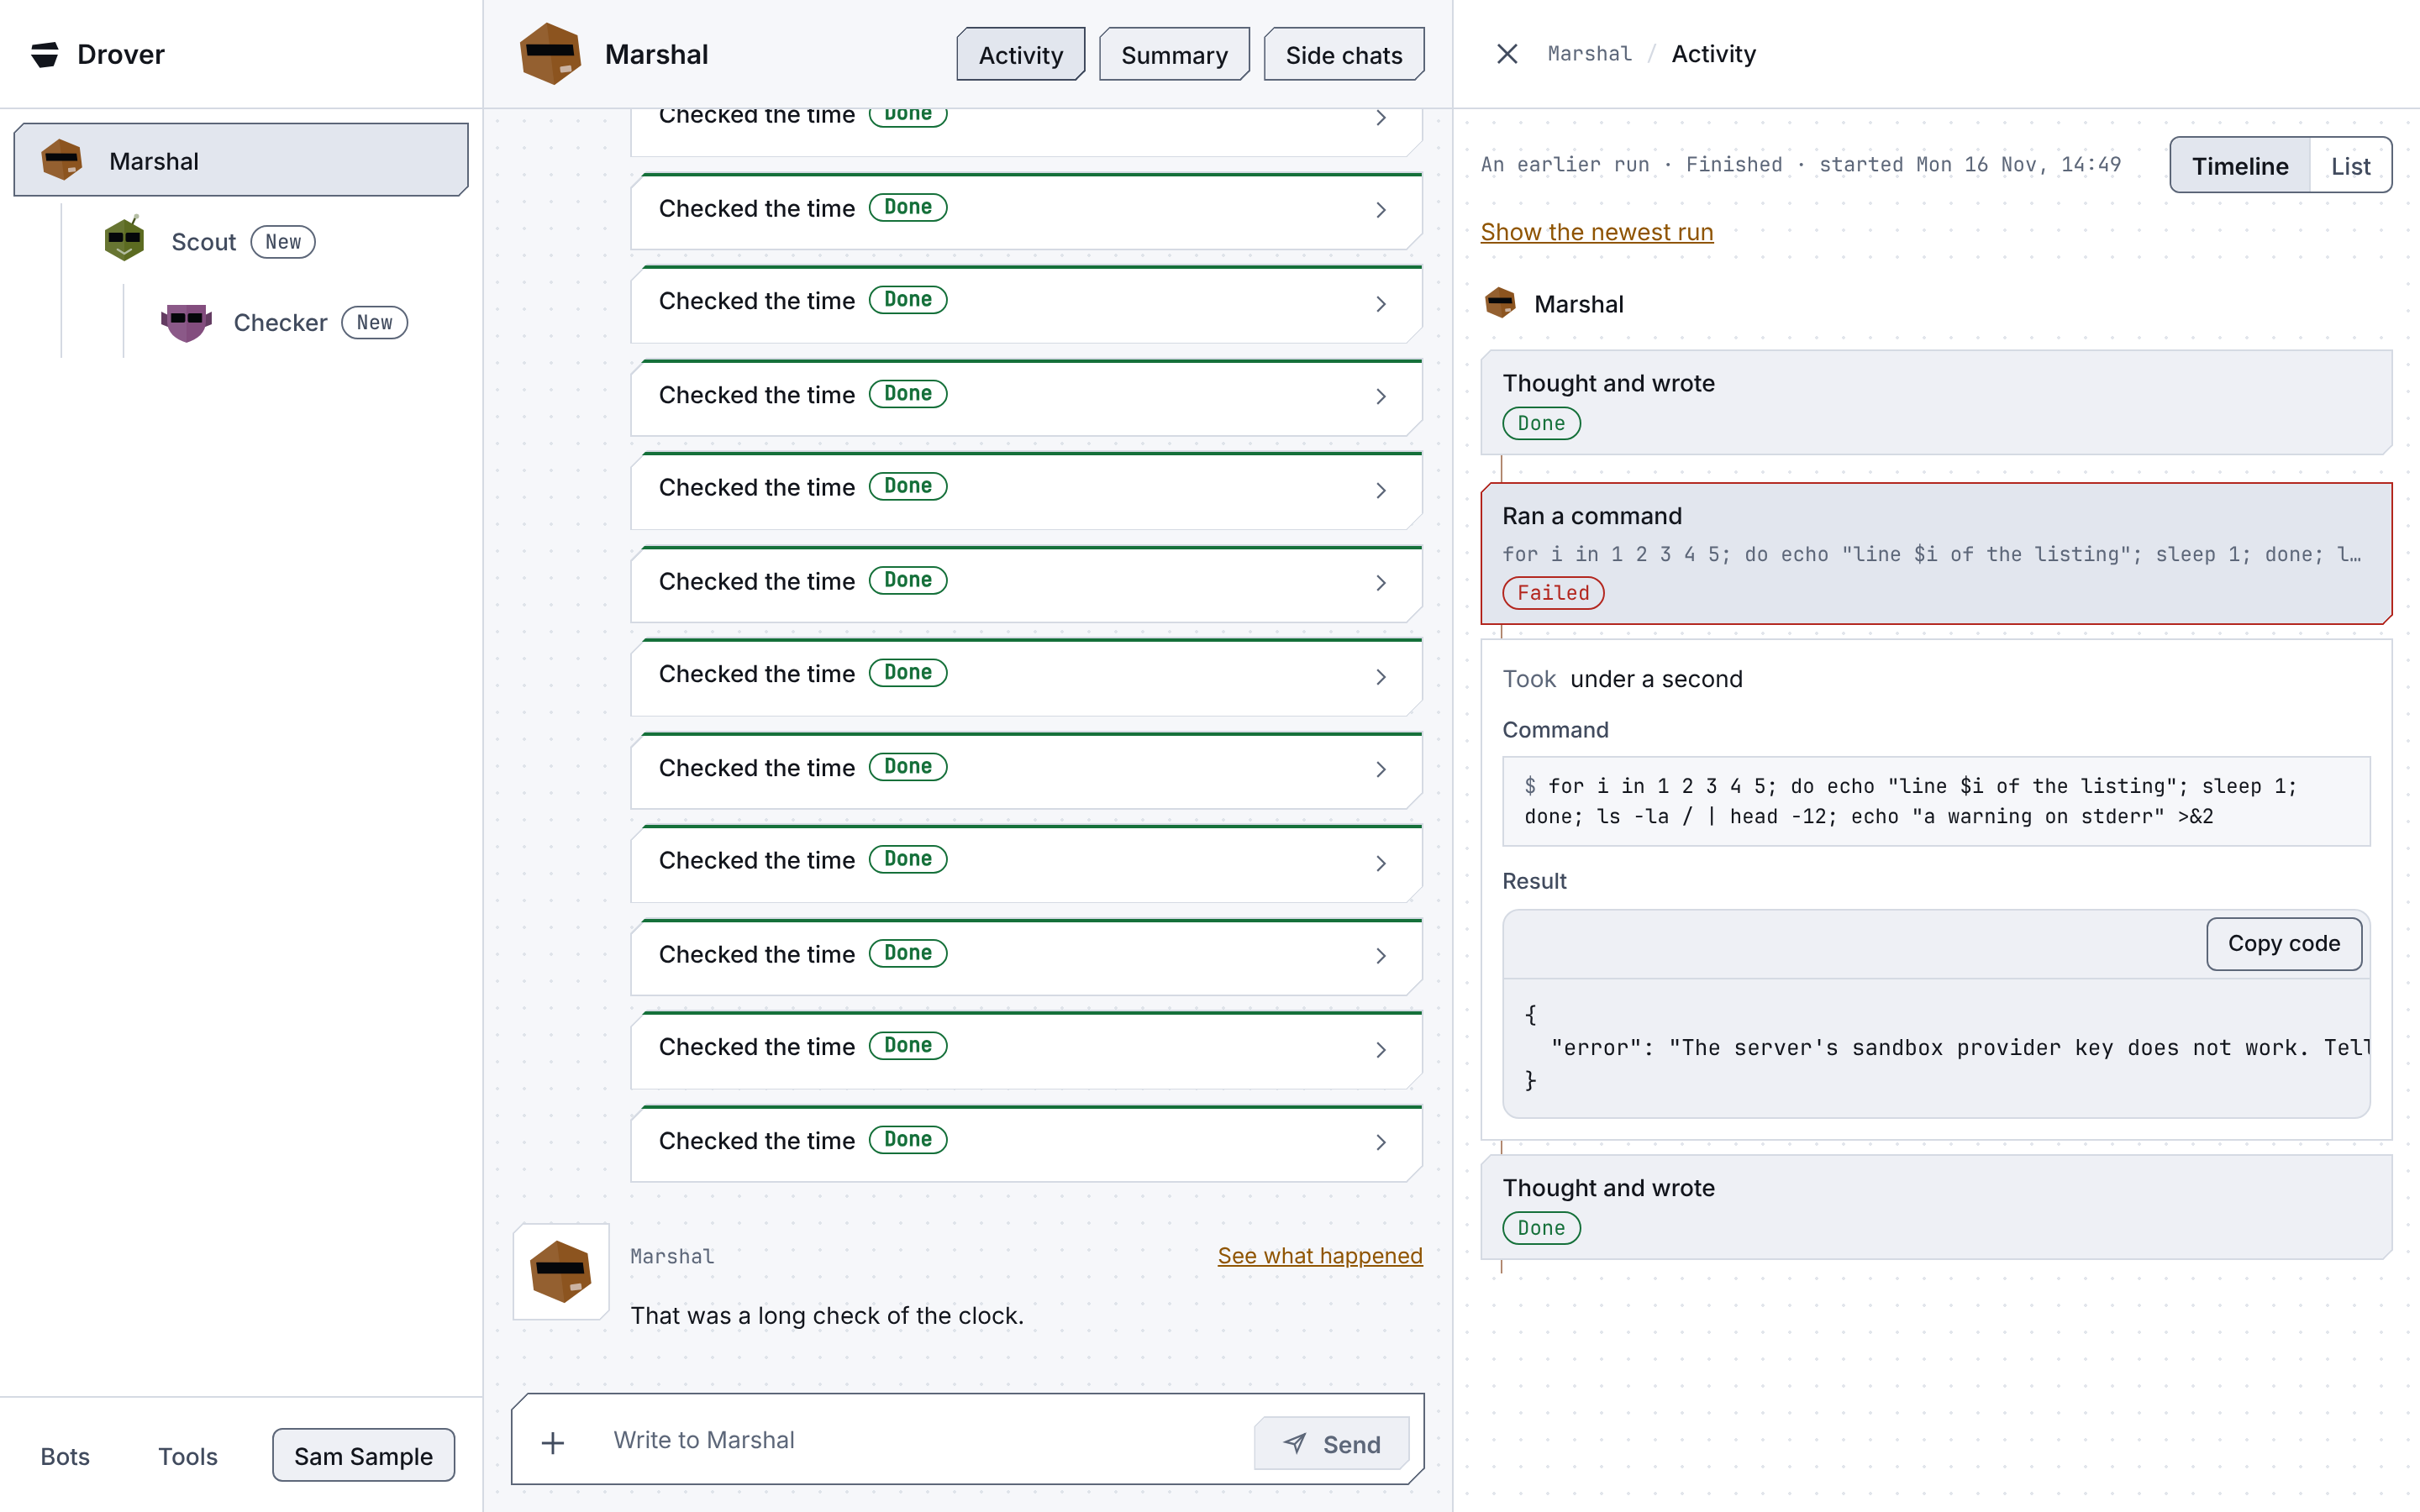 Drover
Marshal
Scout New
Checker New
Bots Tools Sam Sample
Marshal
Activity Summary Side chats
Checked the time Done
Checked the time Done
Checked the time Done
Checked the time Done
Checked the time Done
Checked the time Done
Checked the time Done
Checked the time Done
Checked the time Done
Checked the time Done
Checked the time Done
Checked the time Done
Marshal See what happened
That was a long check of the clock.
Write to Marshal Send
Marshal / Activity
An earlier run · Finished · started Mon 16 Nov, 14:49 Timeline List
Show the newest run
Marshal
Thought and wrote
Done
Ran a command
for i in 1 2 3 4 5; do echo "line $i of the listing"; sleep 1; done; l…
Failed
Took under a second
Command
$ for i in 1 2 3 4 5; do echo "line $i of the listing"; sleep 1;
done; ls -la / | head -12; echo "a warning on stderr" >&2
Result
Copy code
{
"error": "The server's sandbox provider key does not work. Tell
}
Thought and wrote
Done